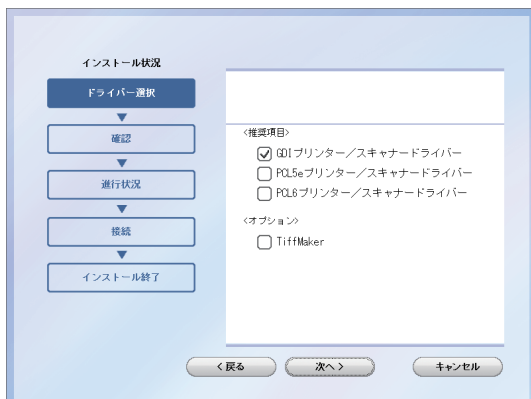 インストール状況
ドライバー選択
確認
進行状況
接続
インストール終了
<推奨項目>
GDIプリンター／スキャナードライバー
PCL5eプリンター／スキャナードライバー
PCL6プリンター／スキャナードライバー
<オプション>
TiffMaker
< 戻る
次へ >
キャンセル